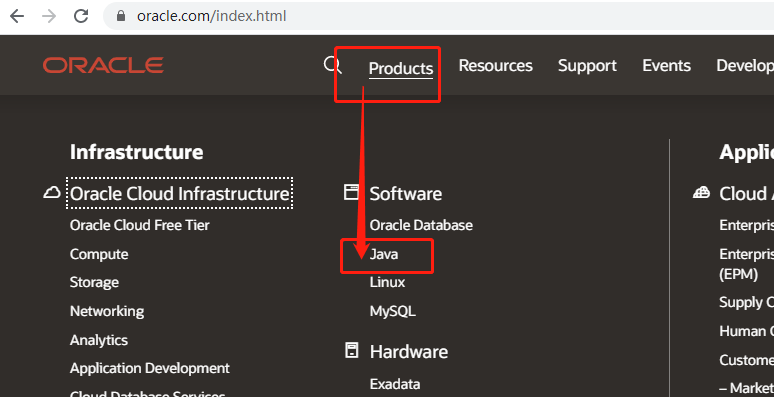 oracle.com/index.html
ORACLE
Products
Resources
Support
Events
Develop
Infrastructure
Oracle Cloud Infrastructure
Oracle Cloud Free Tier
Compute
Storage
Networking
Analytics
Application Development
Cloud Database Services
Software
Oracle Database
Java
Linux
MySQL
Hardware
Exadata
Appli
Cloud A
Enterpris
Enterpris
(EPM)
Supply C
Human C
Custome
– Market